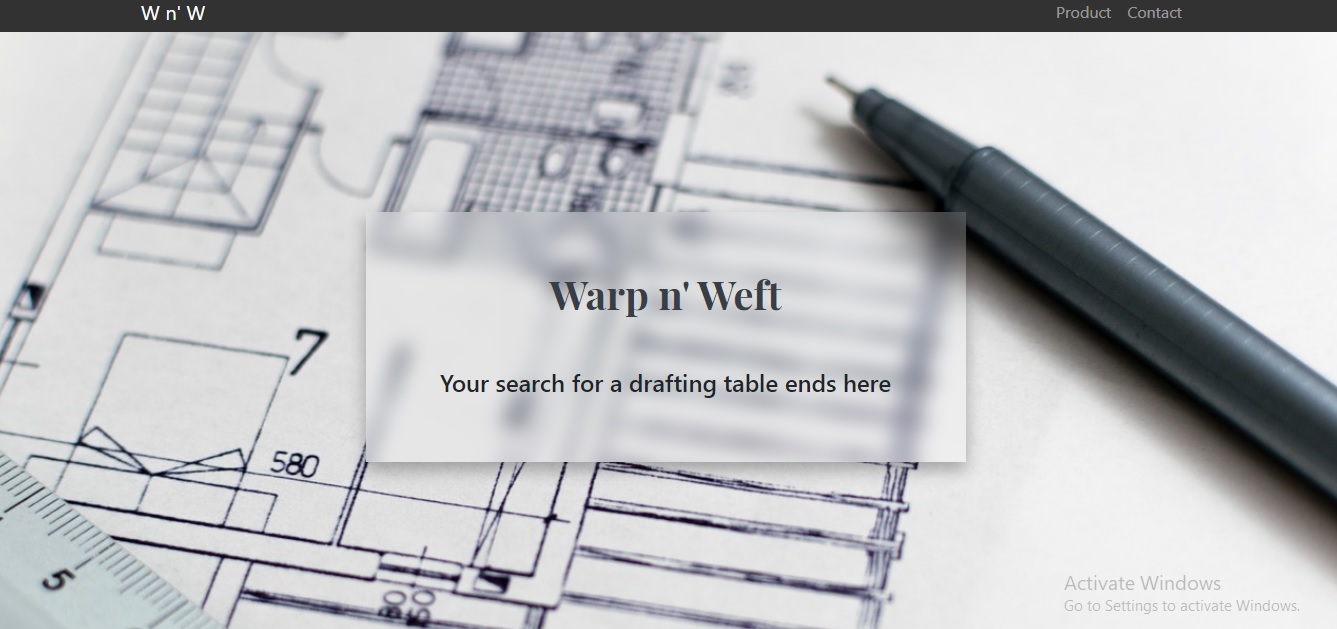 W n' W
Product Contact
Warp n' Weft
Your search for a drafting table ends here
7
580
5
Activate Windows
Go to Settings to activate Windows.